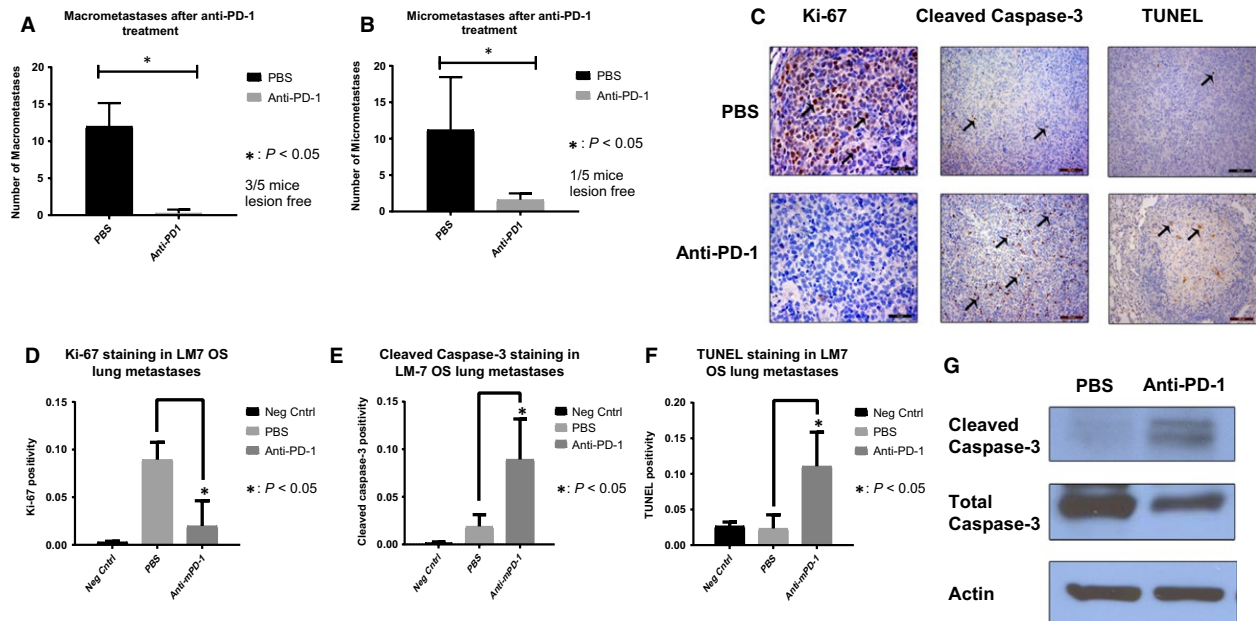 A
Macrometastases after anti-PD-1
treatment
Number of Macrometastases
20
15
10
5
0
*
PBS
Anti-PD-1
*: P < 0.05
3/5 mice
lesion free
PBS
Anti-PD1
B
Micrometastases after anti-PD-1
treatment
Number of Micrometastases
20
15
10
5
0
*
PBS
Anti-PD-1
*: P < 0.05
1/5 mice
lesion free
PBS
Anti-PD1
C
Ki-67 Cleaved Caspase-3 TUNEL
PBS
Anti-PD-1
D
Ki-67 staining in LM7 OS
lung metastases
Ki-67 positivity
0.15
0.10
0.05
0.00
*
Neg Cntrl
PBS
Anti-PD-1
*: P < 0.05
Neg Cntrl
PBS
Anti-mPD-1
E
Cleaved Caspase-3 staining in
LM-7 OS lung metastases
Cleaved caspase-3 positivity
0.15
0.10
0.05
0.00
*
Neg Cntrl
PBS
Anti-PD-1
*: P < 0.05
Neg Cntrl
PBS
Anti-mPD-1
F
TUNEL staining in LM7
OS lung metastases
TUNEL positivity
0.20
0.15
0.10
0.05
0.00
*
Neg Cntrl
PBS
Anti-PD-1
*: P < 0.05
Neg Cntrl
PBS
Anti-mPD-1
G
PBS Anti-PD-1
Cleaved
Caspase-3
Total
Caspase-3
Actin